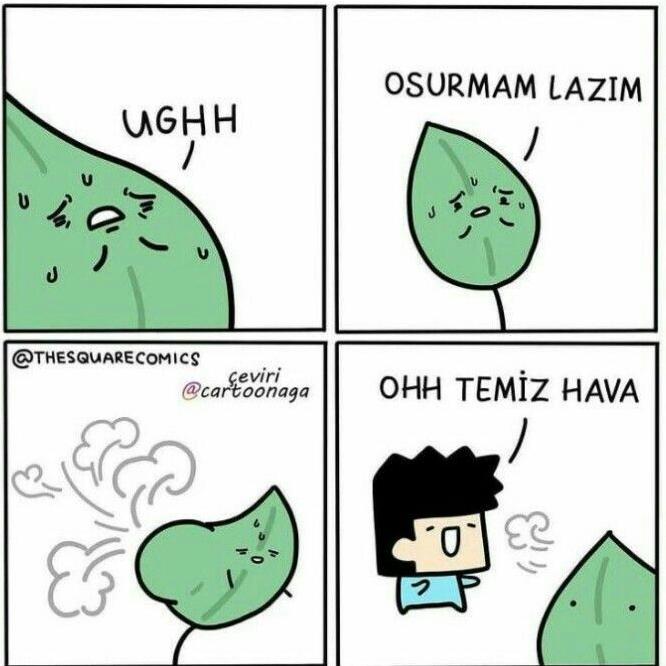 UGHH
OSURMAM LAZIM
@THESQUARECOMICS
çeviri
@cartoonaga
OHH TEMİZ HAVA